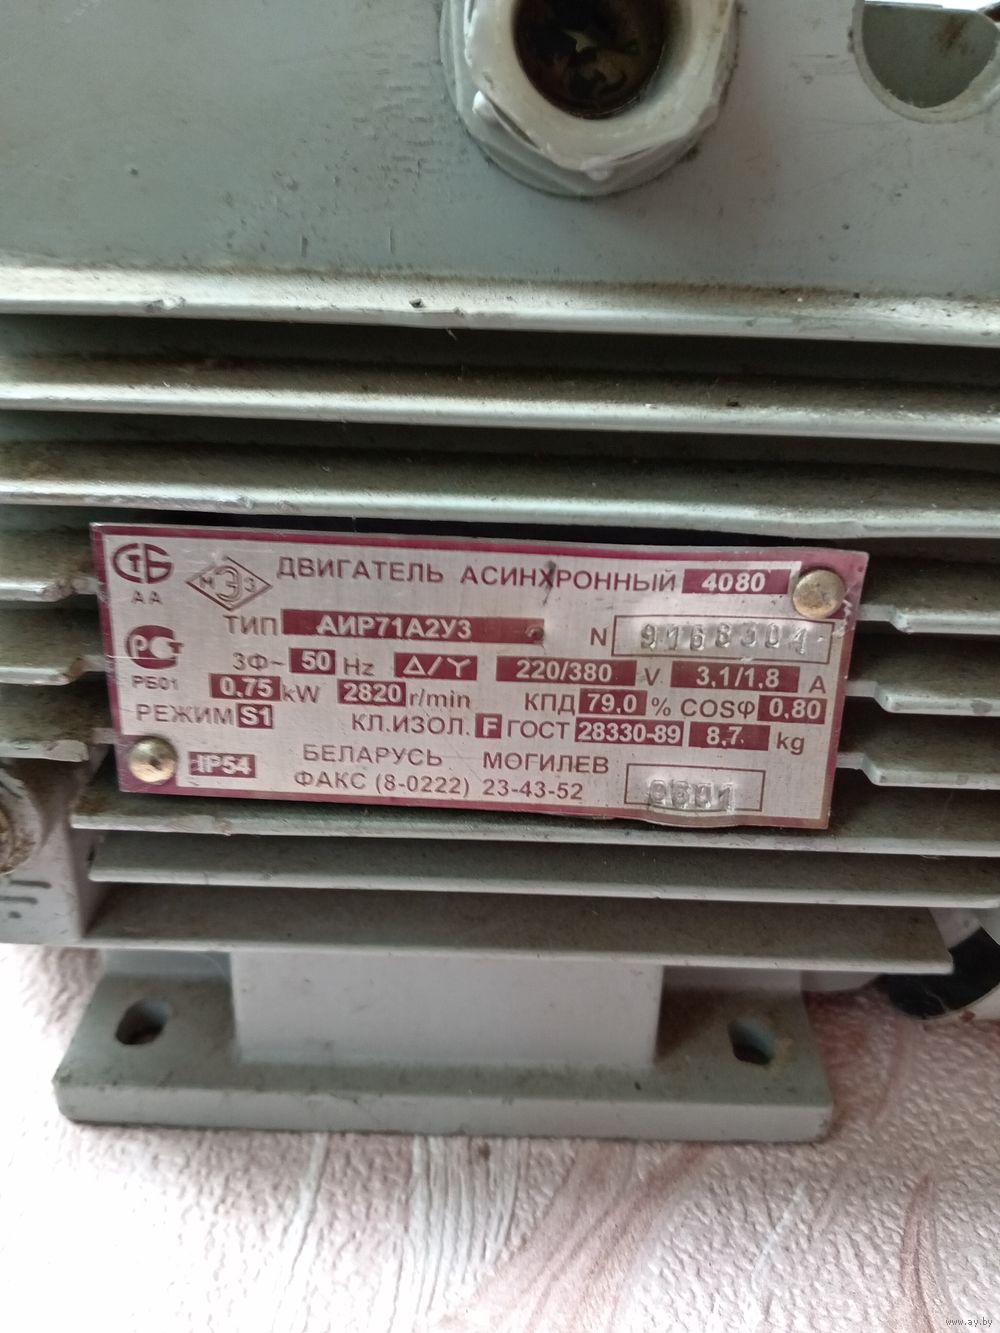 СТБ МЭЗ ДВИГАТЕЛЬ АСИНХРОННЫЙ 4080
АА
ТИП АИР71А2У3 N 9168304
РСТ 3Ф~ 50 Hz Δ/Y 220/380 V 3,1/1,8 A
РБ01 0,75 kW 2820 r/min КПД 79,0 % COSφ 0,80
РЕЖИМ S1 КЛ.ИЗОЛ. F ГОСТ 28330-89 8,7 kg
IP54 БЕЛАРУСЬ МОГИЛЕВ
ФАКС (8-0222) 23-43-52
www.ay.by